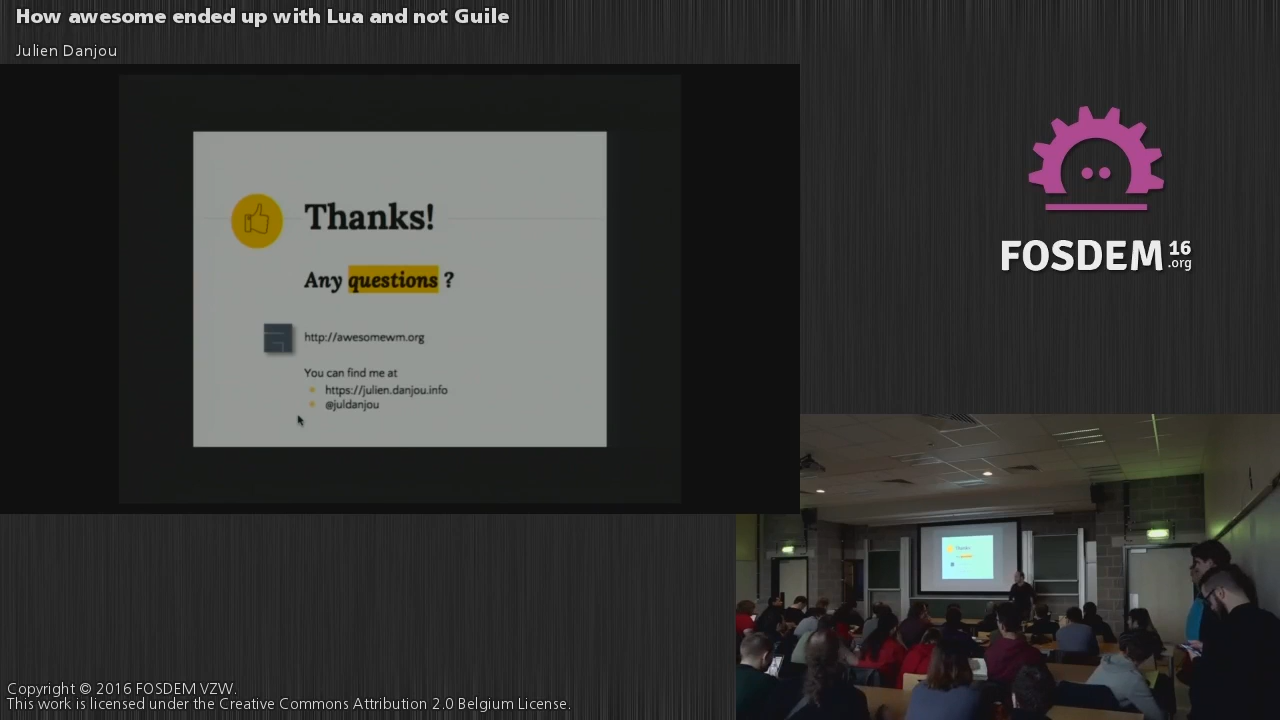 How awesome ended up with Lua and not Guile
Julien Danjou
Thanks!
Any questions ?
http://awesomewm.org
You can find me at
https://julien.danjou.info
@juldanjou
FOSDEM 16
.org
Thanks
Copyright © 2016 FOSDEM VZW.
This work is licensed under the Creative Commons Attribution 2.0 Belgium License.